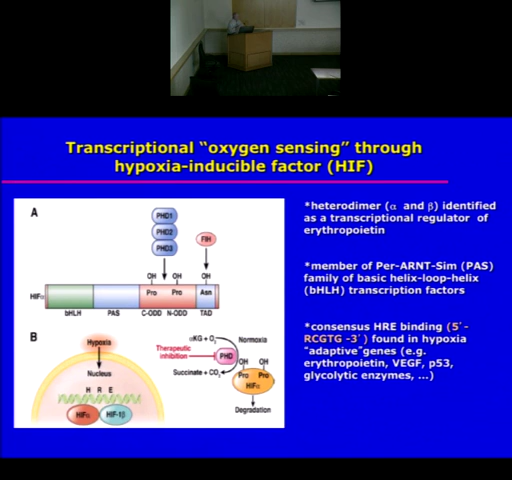 Transcriptional "oxygen sensing" through
hypoxia-inducible factor (HIF)
A
PHD1
PHD2
PHD3
FIH
OH OH OH
HIFα Pro Pro Asn
bHLH PAS C-ODD N-ODD TAD
B
Hypoxia
Nucleus
H R E
HIFα HIF-1β
αKG + O₂ Normoxia
Therapeutic
inhibition
PHD
OH OH
Succinate + CO₂
Pro Pro
HIFα
Degradation
*heterodimer (α and β) identified
as a transcriptional regulator of
erythropoietin
*member of Per-ARNT-Sim (PAS)
family of basic helix-loop-helix
(bHLH) transcription factors
*consensus HRE binding (5´-
RCGTG -3´) found in hypoxia
"adaptive"genes (e.g.
erythropoietin, VEGF, p53,
glycolytic enzymes, ...)